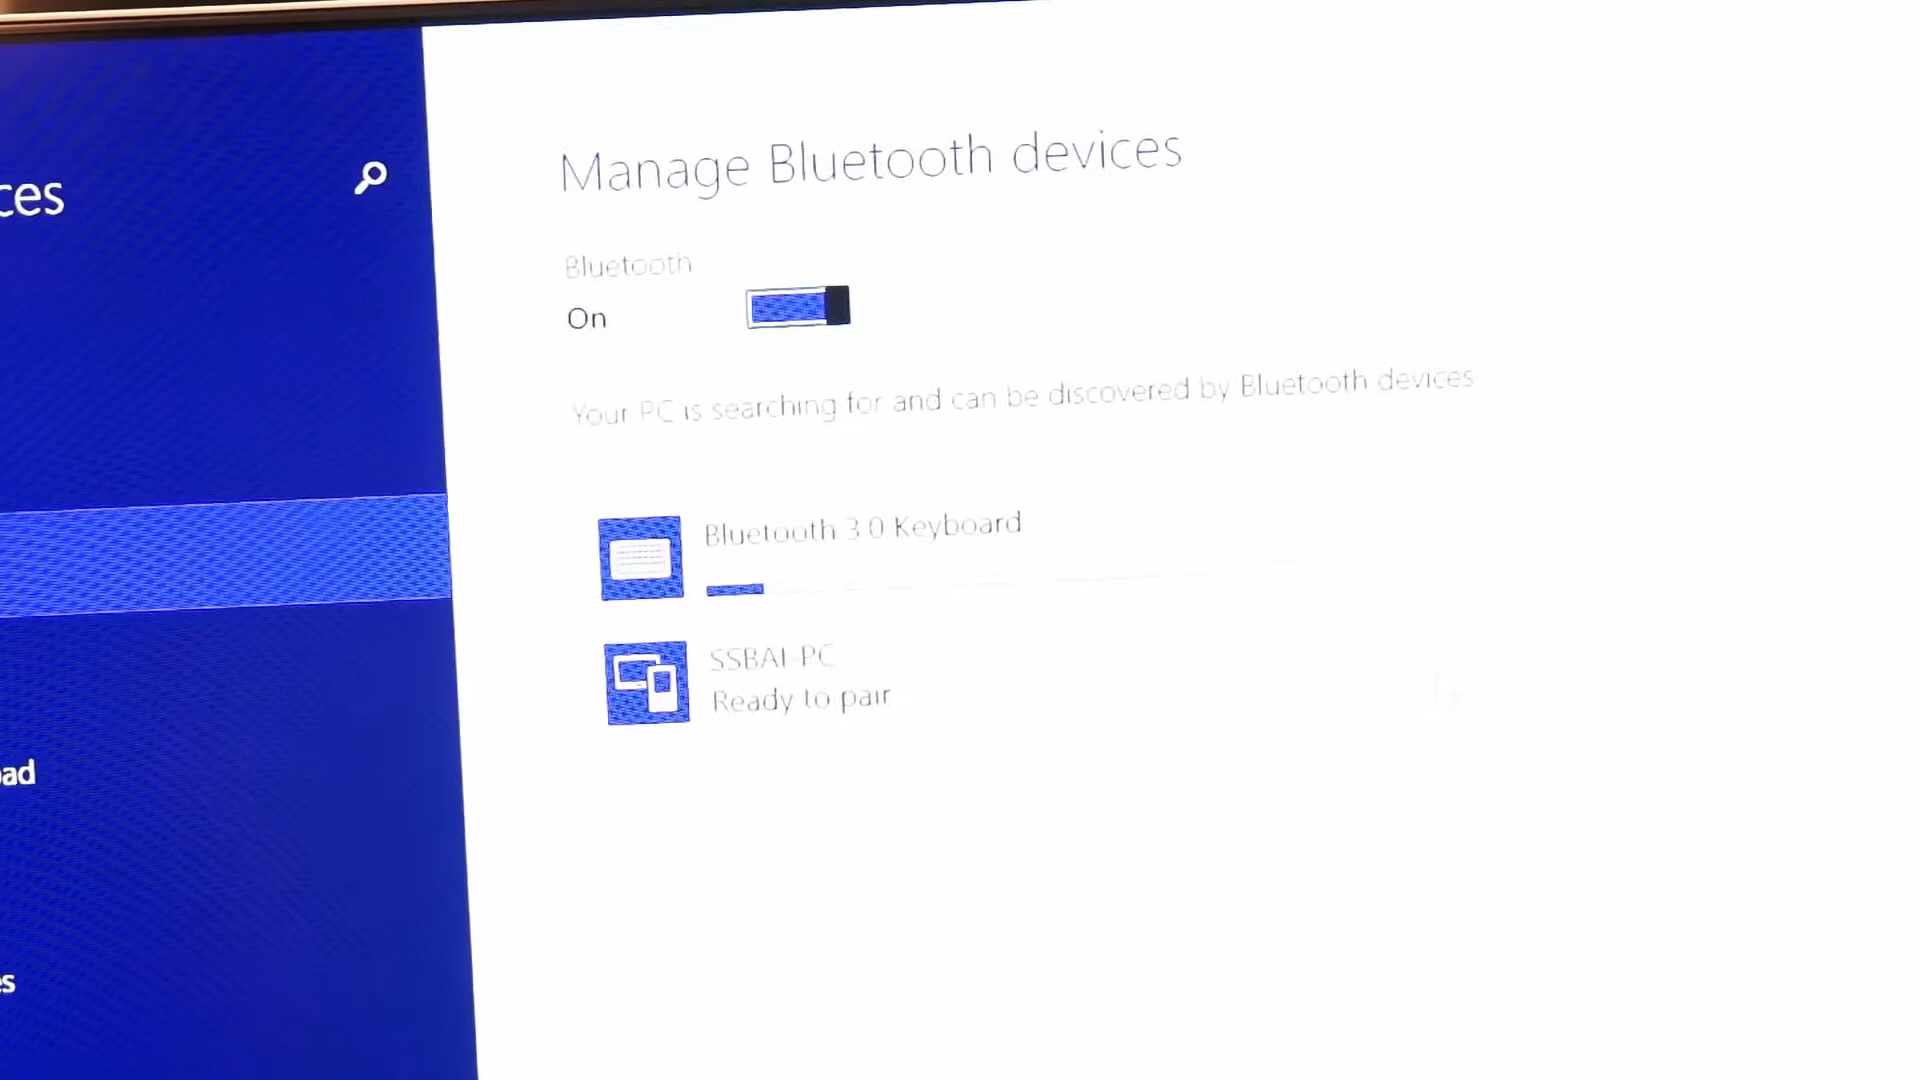 ces
Manage Bluetooth devices
Bluetooth
On
Your PC is searching for and can be discovered by Bluetooth devices
Bluetooth 3.0 Keyboard
SSBAI-PC
Ready to pair
ad
es